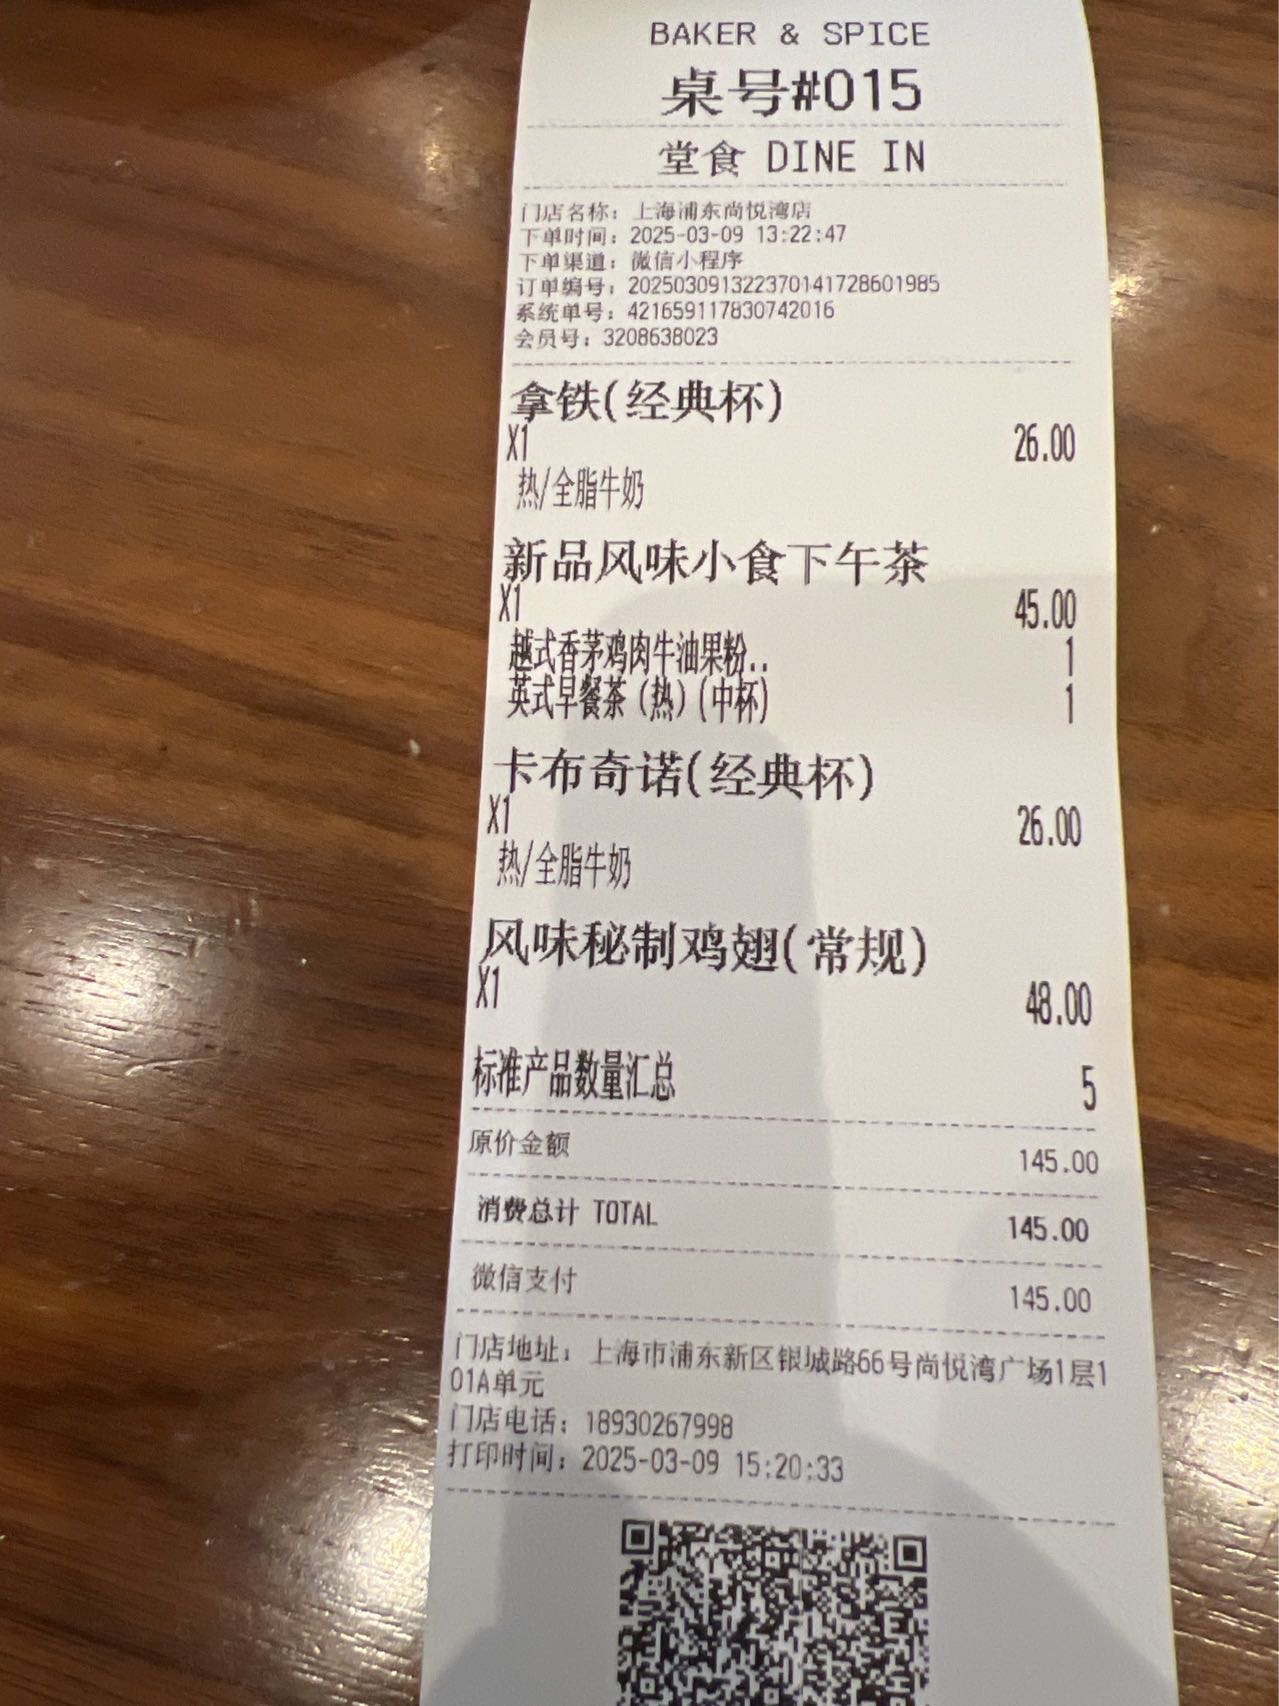 BAKER & SPICE
桌号#015
堂食 DINE IN
门店名称：上海浦东尚悦湾店
下单时间：2025-03-09 13:22:47
下单渠道：微信小程序
订单编号：2025030913223701417286​01985
系统单号：421659117830742016
会员号：3208638023
拿铁(经典杯)
X1 26.00
热/全脂牛奶
新品风味小食下午茶
X1 45.00
越式香茅鸡肉牛油果粉.. 1
英式早餐茶（热）(中杯) 1
卡布奇诺(经典杯)
X1 26.00
热/全脂牛奶
风味秘制鸡翅(常规)
X1 48.00
标准产品数量汇总 5
原价金额 145.00
消费总计 TOTAL 145.00
微信支付 145.00
门店地址：上海市浦东新区银城路66号尚悦湾广场1层1
01A单元
门店电话：18930267998
打印时间：2025-03-09 15:20:33